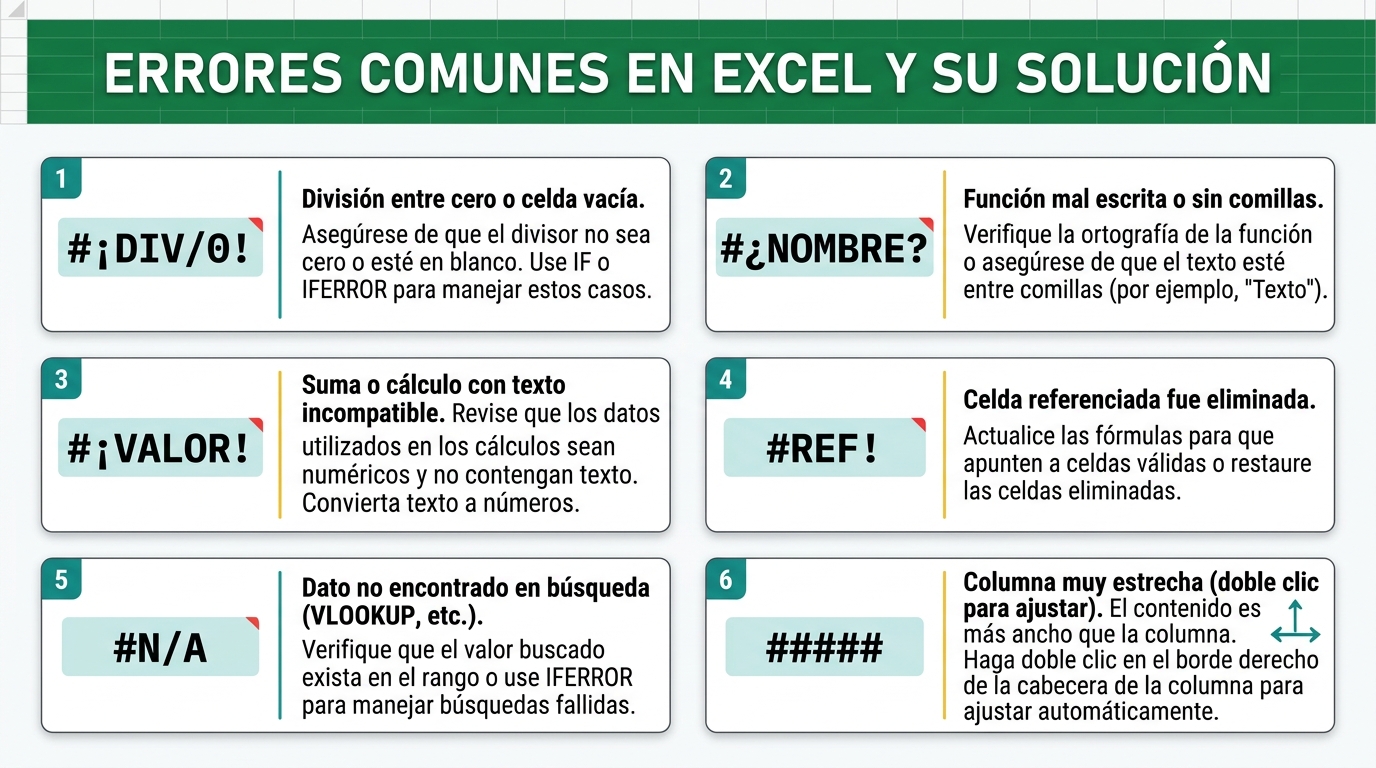 ERRORES COMUNES EN EXCEL Y SU SOLUCIÓN
1
#¡DIV/0!
División entre cero o celda vacía.
Asegúrese de que el divisor no sea
cero o esté en blanco. Use IF o
IFERROR para manejar estos casos.
2
#¿NOMBRE?
Función mal escrita o sin comillas.
Verifique la ortografía de la función
o asegúrese de que el texto esté
entre comillas (por ejemplo, "Texto").
3
#¡VALOR!
Suma o cálculo con texto
incompatible. Revise que los datos
utilizados en los cálculos sean
numéricos y no contengan texto.
Convierta texto a números.
4
#REF!
Celda referenciada fue eliminada.
Actualice las fórmulas para que
apunten a celdas válidas o restaure
las celdas eliminadas.
5
#N/A
Dato no encontrado en búsqueda
(VLOOKUP, etc.).
Verifique que el valor buscado
exista en el rango o use IFERROR
para manejar búsquedas fallidas.
6
#####
Columna muy estrecha (doble clic
para ajustar). El contenido es
más ancho que la columna.
Haga doble clic en el borde derecho
de la cabecera de la columna para
ajustar automáticamente.